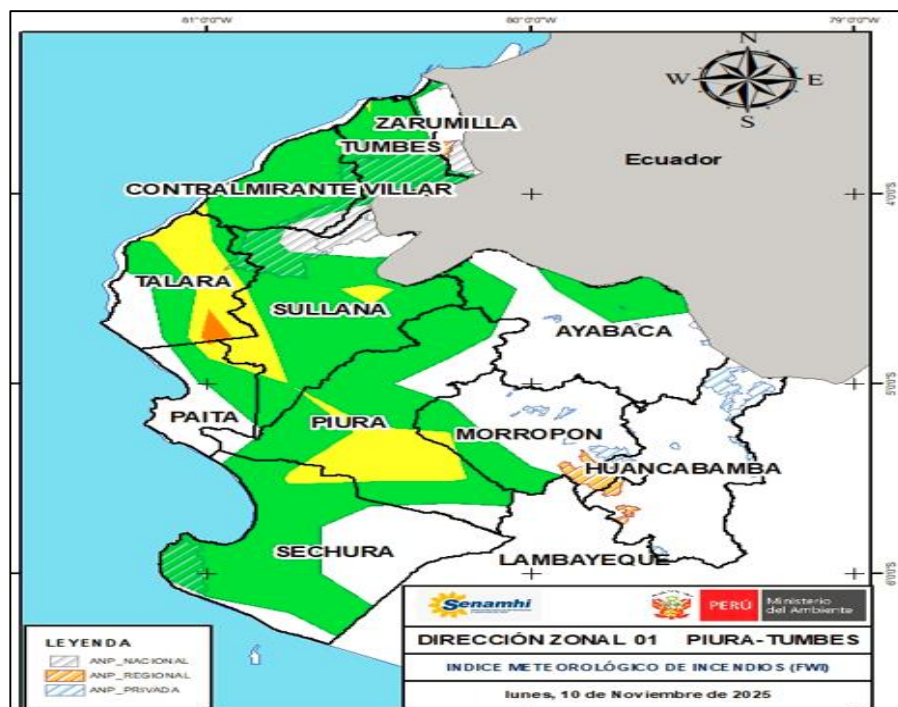 81°0'0"W
80°0'0"W
79°0'0"W
N
W E
S
ZARUMILLA
TUMBES
Ecuador
CONTRALMIRANTE VILLAR
4°0'0"S
TALARA
SULLANA
AYABACA
5°0'0"S
PAITA
PIURA
MORROPON
HUANCABAMBA
SECHURA
LAMBAYEQUE
6°0'0"S
Senamhi
PERÚ
Ministerio
del Ambiente
LEYENDA
ANP_NACIONAL
ANP_REGIONAL
ANP_PRIVADA
DIRECCIÓN ZONAL 01 PIURA-TUMBES
INDICE METEOROLÓGICO DE INCENDIOS (FWI)
lunes, 10 de Noviembre de 2025